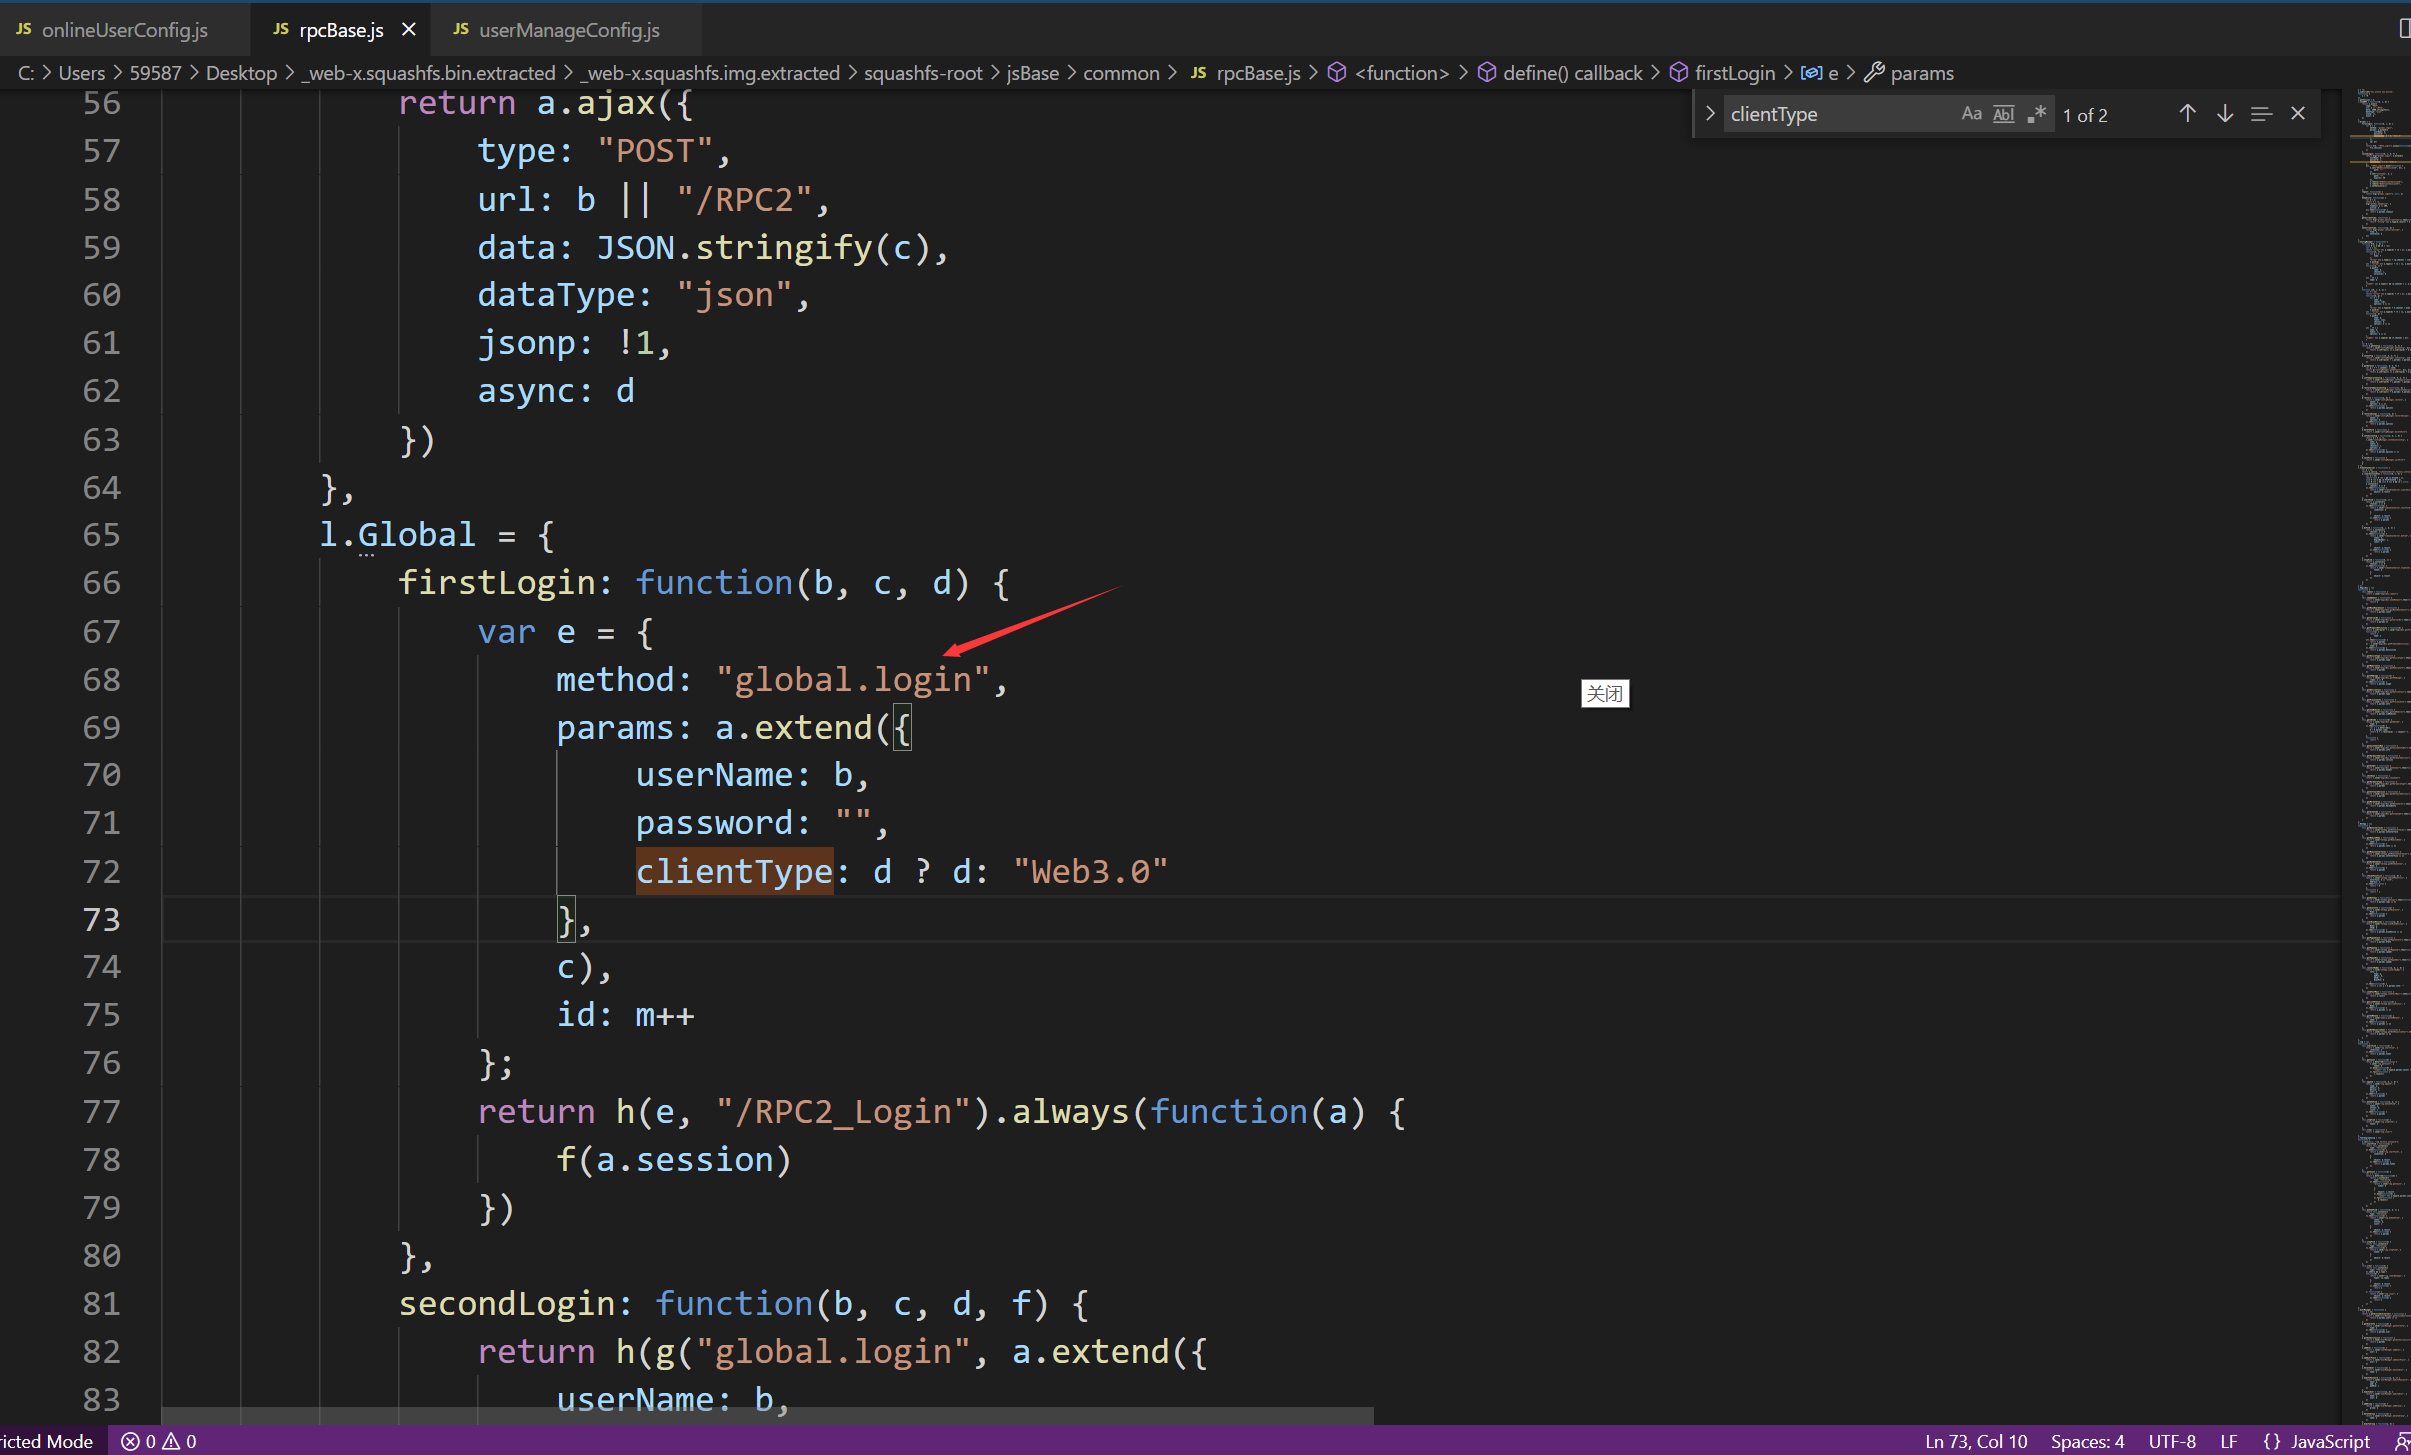 JS onlineUserConfig.js JS rpcBase.js × JS userManageConfig.js
C: > Users > 59587 > Desktop > _web-x.squashfs.bin.extracted > _web-x.squashfs.img.extracted > squashfs-root > jsBase > common > JS rpcBase.js > <function> > define() callback > firstLogin > e > params
clientType Aa Abl .* 1 of 2
56 return a.ajax({
57 type: "POST",
58 url: b || "/RPC2",
59 data: JSON.stringify(c),
60 dataType: "json",
61 jsonp: !1,
62 async: d
63 })
64 },
65 l.Global = {
66 firstLogin: function(b, c, d) {
67 var e = {
68 method: "global.login",
69 params: a.extend({
关闭
70 userName: b,
71 password: "",
72 clientType: d ? d: "Web3.0"
73 },
74 c),
75 id: m++
76 };
77 return h(e, "/RPC2_Login").always(function(a) {
78 f(a.session)
79 })
80 },
81 secondLogin: function(b, c, d, f) {
82 return h(g("global.login", a.extend({
83 userName: b,
ricted Mode 0 0 Ln 73, Col 10 Spaces: 4 UTF-8 LF {} JavaScript